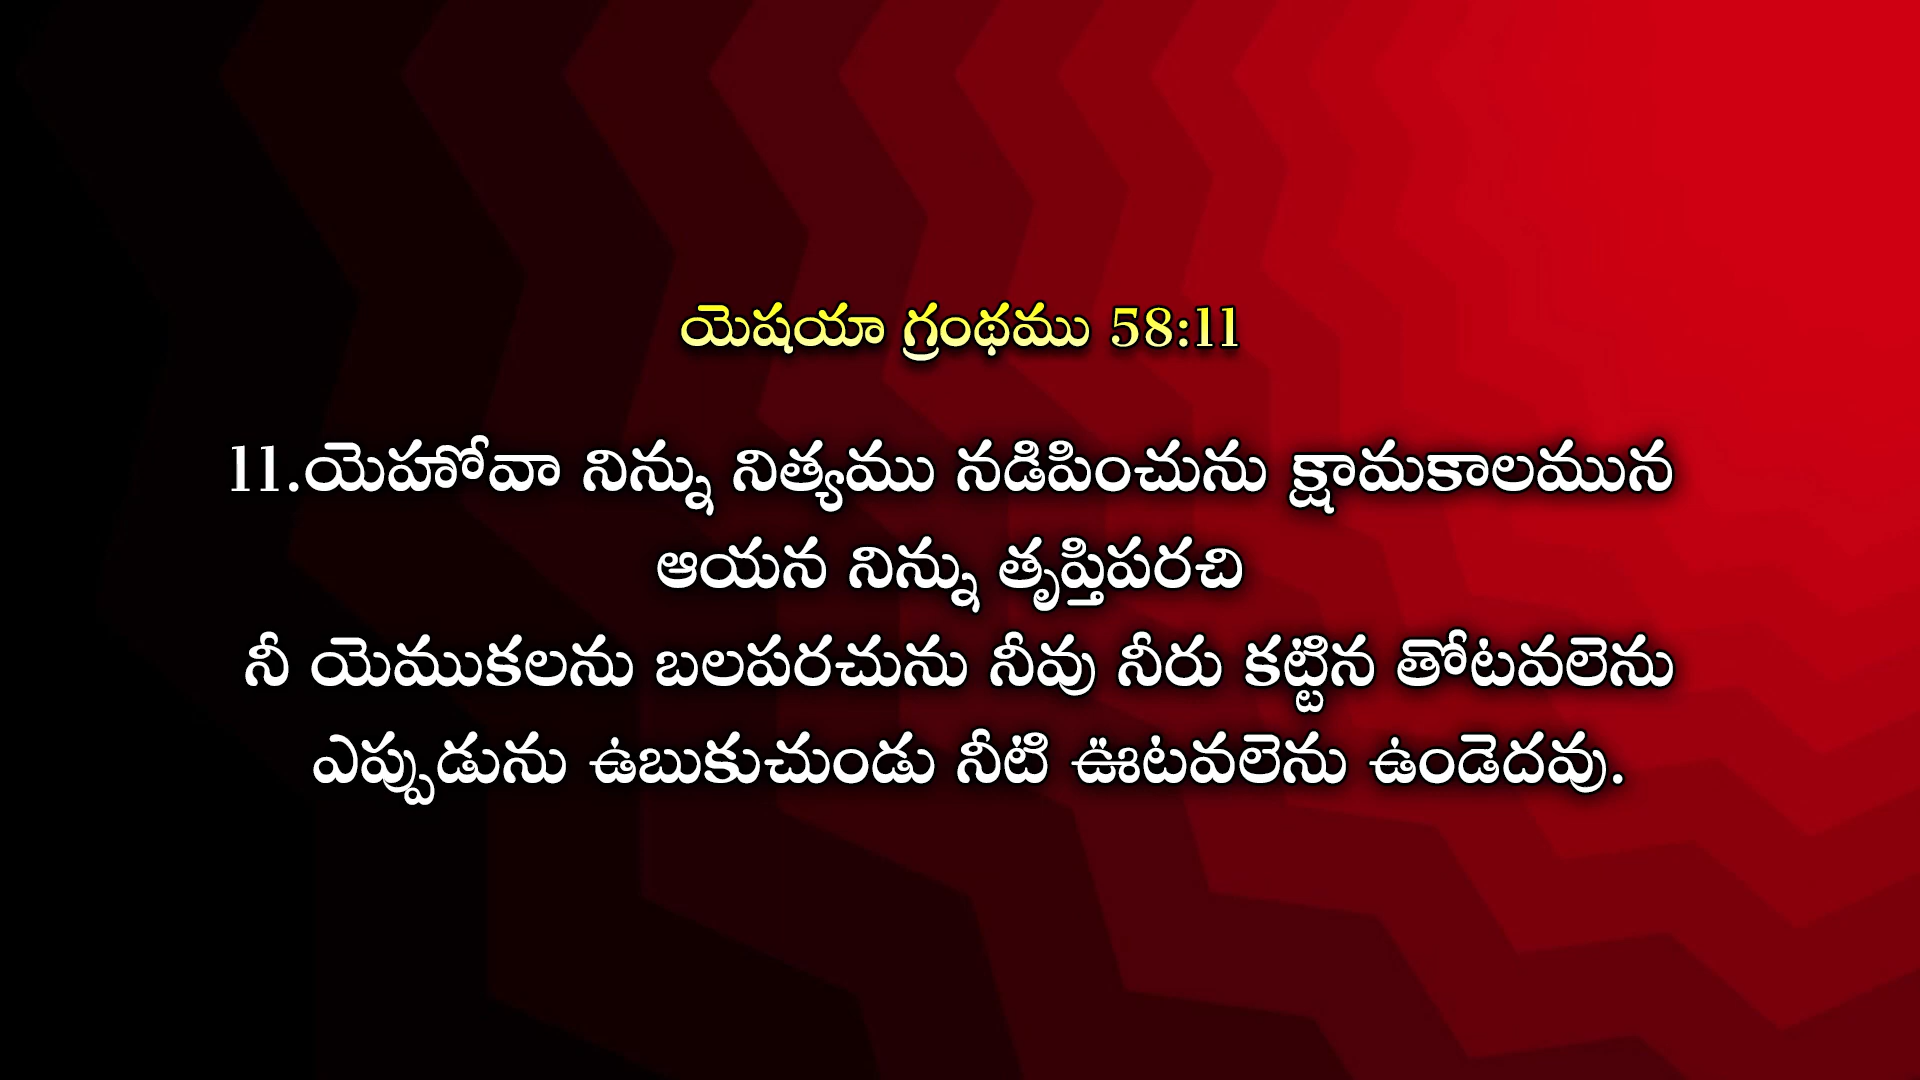 యెషయా గ్రంథము 58:11
11.యెహోవా నిన్ను నిత్యము నడిపించును క్షామకాలమున
ఆయన నిన్ను తృప్తిపరచి
నీ యెముకలను బలపరచును నీవు నీరు కట్టిన తోటవలెను
ఎప్పుడును ఉబుకుచుండు నీటి ఊటవలెను ఉండెదవు.